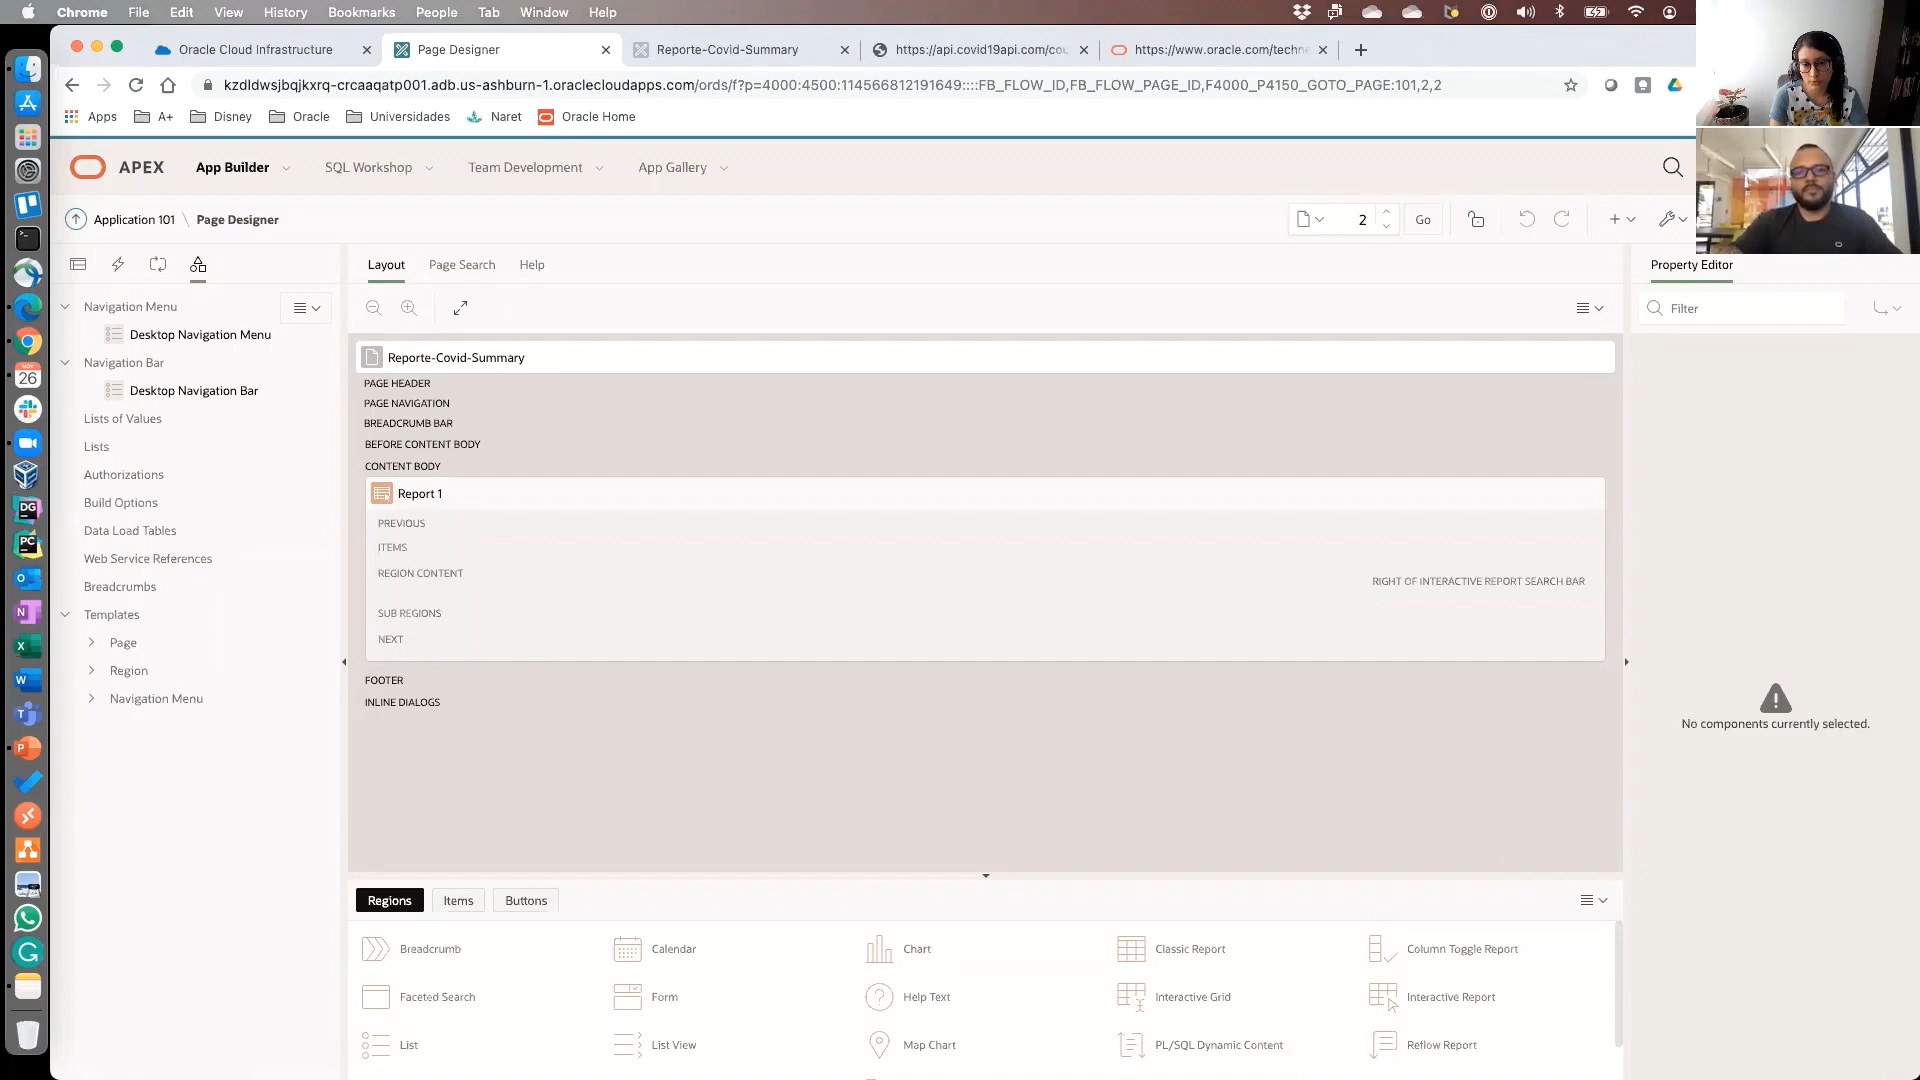 Chrome File Edit View History Bookmarks People Tab Window Help
Oracle Cloud Infrastructure
Page Designer
Reporte-Covid-Summary
https://api.covid19api.com/cou
https://www.oracle.com/techne
kzdldwsjbqjkxrq-crcaaqatp001.adb.us-ashburn-1.oraclecloudapps.com/ords/f?p=4000:4500:114566812191649::::FB_FLOW_ID,FB_FLOW_PAGE_ID,F4000_P4150_GOTO_PAGE:101,2,2
Apps A+ Disney Oracle Universidades Naret Oracle Home
APEX App Builder SQL Workshop Team Development App Gallery
Application 101 \ Page Designer
2 Go
Layout Page Search Help
Property Editor
Filter
Navigation Menu
Desktop Navigation Menu
Navigation Bar
Desktop Navigation Bar
Lists of Values
Lists
Authorizations
Build Options
Data Load Tables
Web Service References
Breadcrumbs
Templates
Page
Region
Navigation Menu
Reporte-Covid-Summary
PAGE HEADER
PAGE NAVIGATION
BREADCRUMB BAR
BEFORE CONTENT BODY
CONTENT BODY
Report 1
PREVIOUS
ITEMS
REGION CONTENT
RIGHT OF INTERACTIVE REPORT SEARCH BAR
SUB REGIONS
NEXT
FOOTER
INLINE DIALOGS
No components currently selected.
Regions Items Buttons
Breadcrumb Calendar Chart Classic Report Column Toggle Report
Faceted Search Form Help Text Interactive Grid Interactive Report
List List View Map Chart PL/SQL Dynamic Content Reflow Report
NOV
26
DG
PC
O
N
X
W
T
P